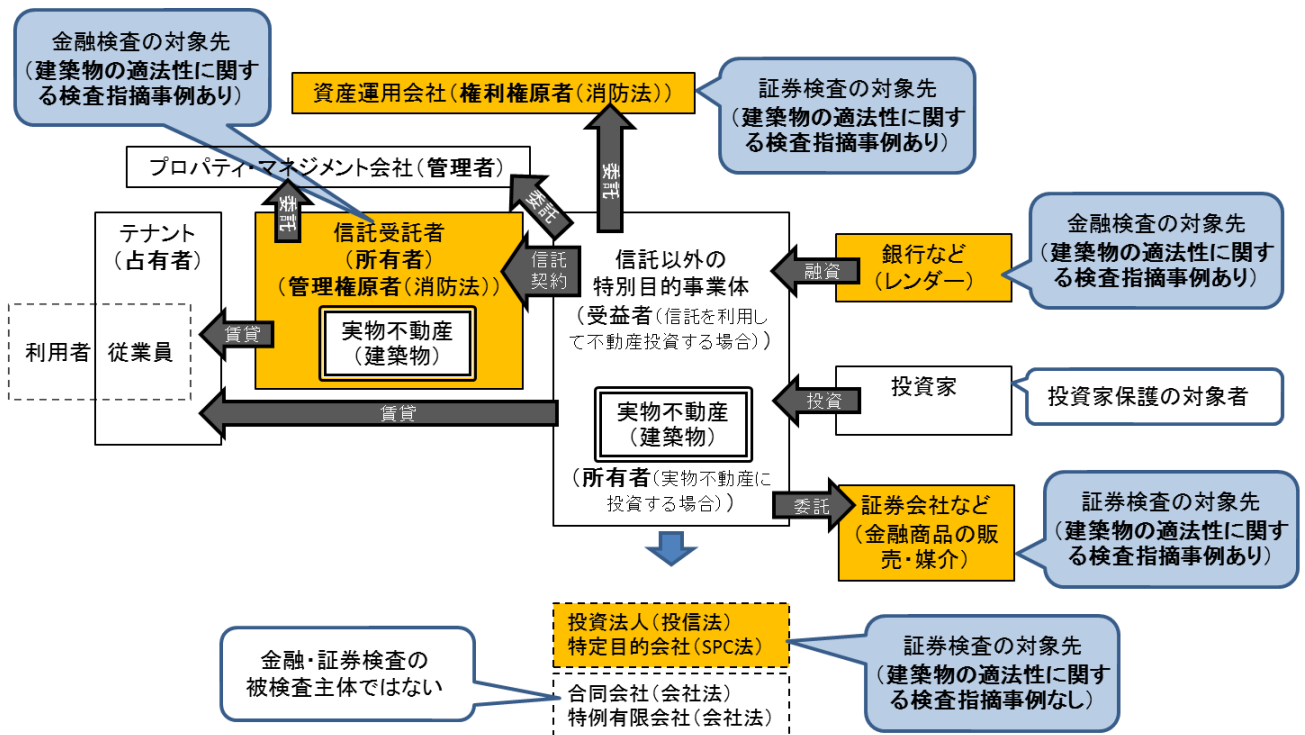 金融検査の対象先
（建築物の適法性に関す
る検査指摘事例あり）
資産運用会社（権利権原者（消防法））
証券検査の対象先
（建築物の適法性に関す
る検査指摘事例あり）
プロパティ・マネジメント会社（管理者）
委託
委託
委託
テナント
（占有者）
利用者
従業員
賃貸
賃貸
信託受託者
（所有者）
（管理権原者（消防法））
実物不動産
（建築物）
信託
契約
信託以外の
特別目的事業体
（受益者（信託を利用し
て不動産投資する場合））
実物不動産
（建築物）
（所有者（実物不動産に
投資する場合））
融資
銀行など
（レンダー）
金融検査の対象先
（建築物の適法性に関す
る検査指摘事例あり）
投資
投資家
投資家保護の対象者
委託
証券会社など
（金融商品の販
売・媒介）
証券検査の対象先
（建築物の適法性に関す
る検査指摘事例あり）
投資法人（投信法）
特定目的会社（SPC法）
証券検査の対象先
（建築物の適法性に関す
る検査指摘事例なし）
金融・証券検査の
被検査主体ではない
合同会社（会社法）
特例有限会社（会社法）